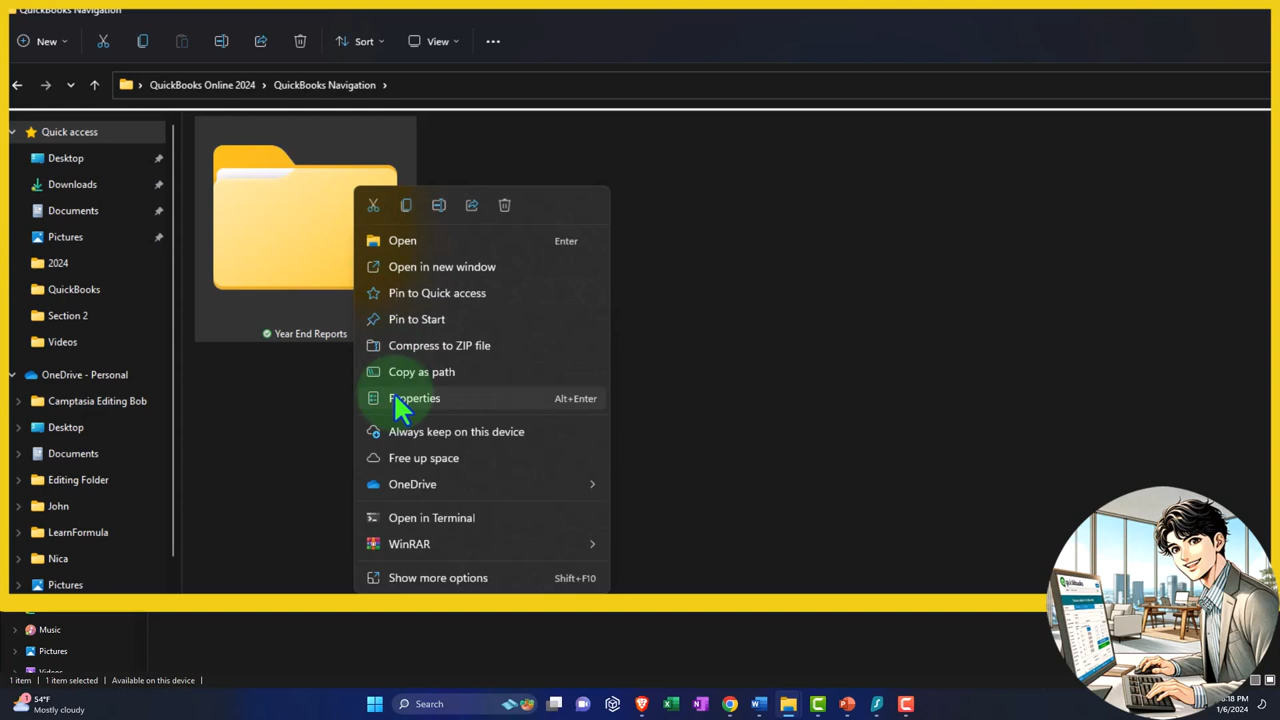 QuickBooks Navigation
New
Sort
View
QuickBooks Online 2024 > QuickBooks Navigation >
Quick access
Desktop
Downloads
Documents
Pictures
2024
QuickBooks
Section 2
Videos
OneDrive - Personal
Camptasia Editing Bob
Desktop
Documents
Editing Folder
John
LearnFormula
Nica
Pictures
Year End Reports
Open Enter
Open in new window
Pin to Quick access
Pin to Start
Compress to ZIP file
Copy as path
Properties Alt+Enter
Always keep on this device
Free up space
OneDrive
Open in Terminal
WinRAR
Show more options Shift+F10
Music
Pictures
1 item
1 item selected
Available on this device
54°F
Mostly cloudy
Search
1/6/2024